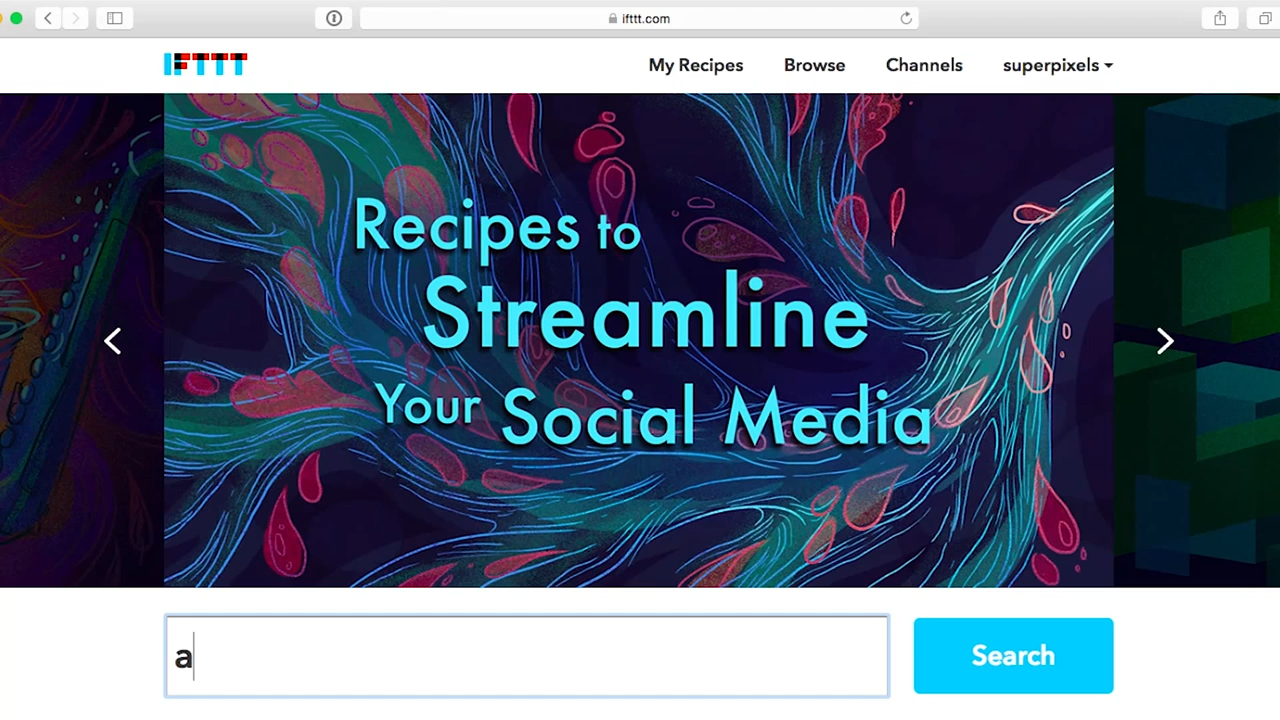 ifttt.com
IFTTT
My Recipes Browse Channels superpixels
Recipes to
Streamline
Your Social Media
a
Search